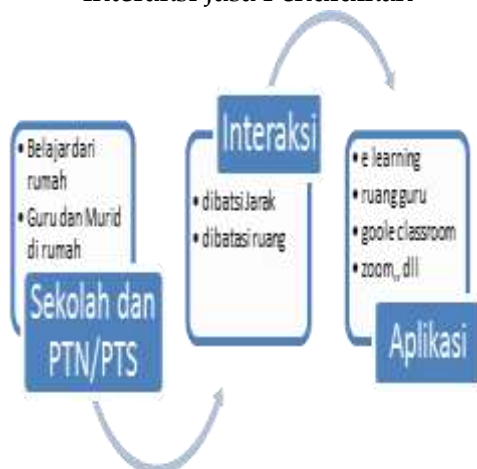 Interaksi Jasa Pendidikan
• Belajar dari
rumah
• Guru dan Murid
di rumah
Sekolah dan
PTN/PTS
Interaksi
• dibatsi Jarak
• dibatasi ruang
• e learning
• ruang guru
• goole classroom
• zoom,, dll
Aplikasi